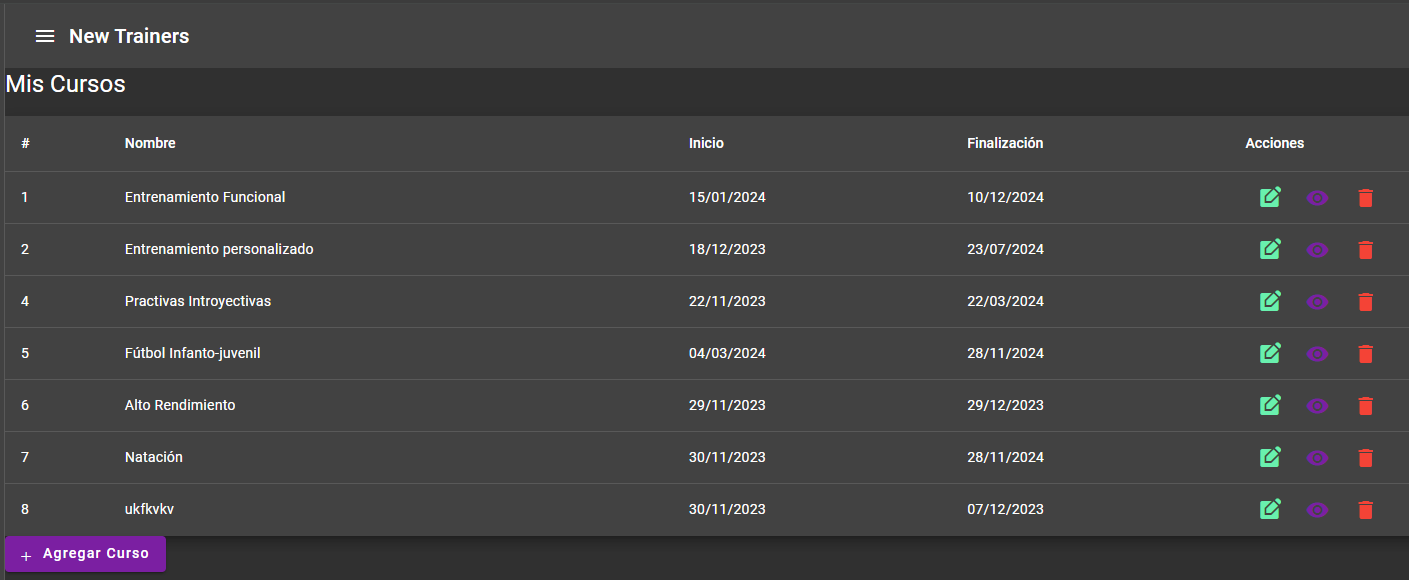 New Trainers
Mis Cursos
# Nombre Inicio Finalización Acciones
1 Entrenamiento Funcional 15/01/2024 10/12/2024
2 Entrenamiento personalizado 18/12/2023 23/07/2024
4 Practivas Introyectivas 22/11/2023 22/03/2024
5 Fútbol Infanto-juvenil 04/03/2024 28/11/2024
6 Alto Rendimiento 29/11/2023 29/12/2023
7 Natación 30/11/2023 28/11/2024
8 ukfkvkv 30/11/2023 07/12/2023
+ Agregar Curso